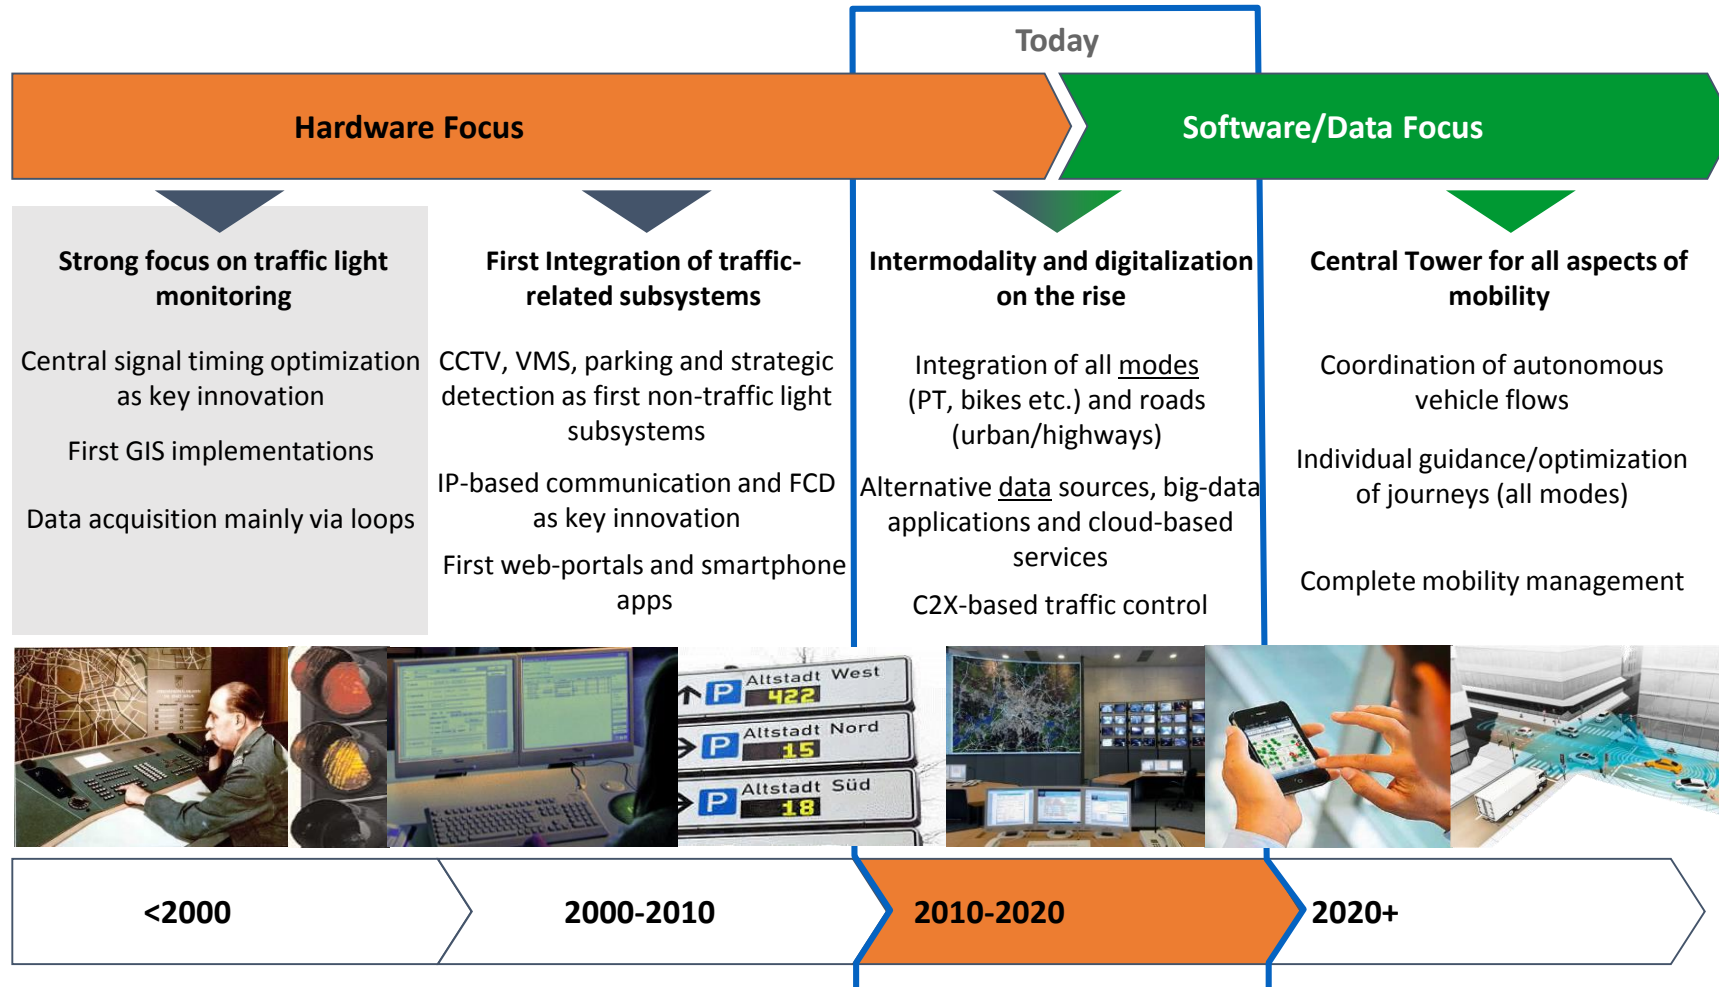 Today
Hardware Focus
Software/Data Focus
Strong focus on traffic light
monitoring
Central signal timing optimization
as key innovation
First GIS implementations
Data acquisition mainly via loops
First Integration of traffic-
related subsystems
CCTV, VMS, parking and strategic
detection as first non-traffic light
subsystems
IP-based communication and FCD
as key innovation
First web-portals and smartphone
apps
Intermodality and digitalization
on the rise
Integration of all modes
(PT, bikes etc.) and roads
(urban/highways)
Alternative data sources, big-data
applications and cloud-based
services
C2X-based traffic control
Central Tower for all aspects of
mobility
Coordination of autonomous
vehicle flows
Individual guidance/optimization
of journeys (all modes)
Complete mobility management
P Altstadt West
422
P Altstadt Nord
15
P Altstadt Süd
18
<2000
2000-2010
2010-2020
2020+